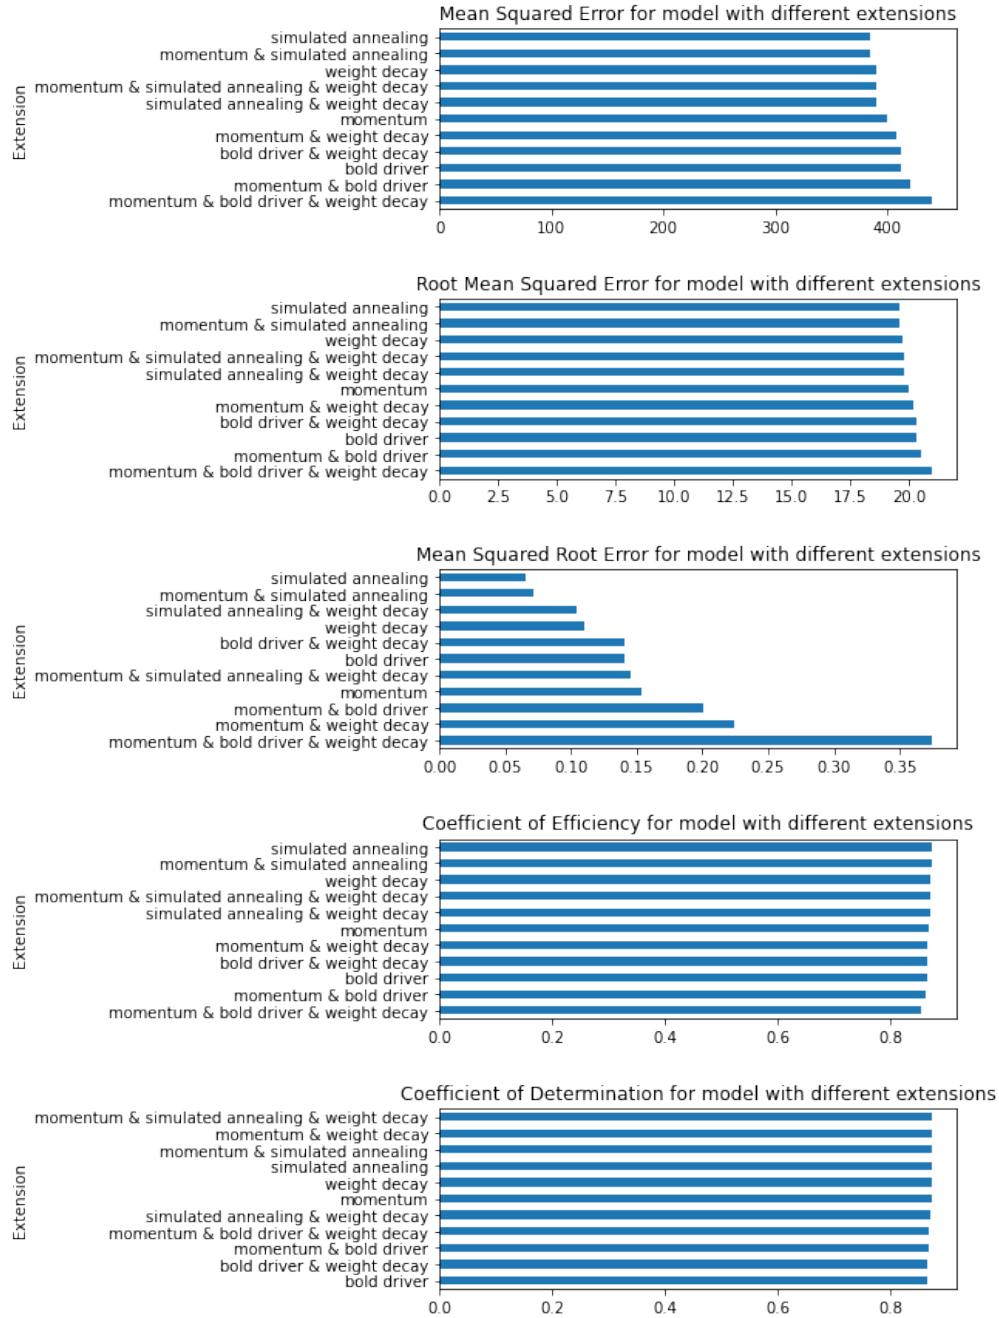 Mean Squared Error for model with different extensions
simulated annealing
momentum & simulated annealing
weight decay
momentum & simulated annealing & weight decay
simulated annealing & weight decay
momentum
momentum & weight decay
bold driver & weight decay
bold driver
momentum & bold driver
momentum & bold driver & weight decay
Extension
0 100 200 300 400
Root Mean Squared Error for model with different extensions
simulated annealing
momentum & simulated annealing
weight decay
momentum & simulated annealing & weight decay
simulated annealing & weight decay
momentum
momentum & weight decay
bold driver & weight decay
bold driver
momentum & bold driver
momentum & bold driver & weight decay
Extension
0.0 2.5 5.0 7.5 10.0 12.5 15.0 17.5 20.0
Mean Squared Root Error for model with different extensions
simulated annealing
momentum & simulated annealing
simulated annealing & weight decay
weight decay
bold driver & weight decay
bold driver
momentum & simulated annealing & weight decay
momentum
momentum & bold driver
momentum & weight decay
momentum & bold driver & weight decay
Extension
0.00 0.05 0.10 0.15 0.20 0.25 0.30 0.35
Coefficient of Efficiency for model with different extensions
simulated annealing
momentum & simulated annealing
weight decay
momentum & simulated annealing & weight decay
simulated annealing & weight decay
momentum
momentum & weight decay
bold driver & weight decay
bold driver
momentum & bold driver
momentum & bold driver & weight decay
Extension
0.0 0.2 0.4 0.6 0.8
Coefficient of Determination for model with different extensions
momentum & simulated annealing & weight decay
momentum & weight decay
momentum & simulated annealing
simulated annealing
weight decay
momentum
simulated annealing & weight decay
momentum & bold driver & weight decay
momentum & bold driver
bold driver & weight decay
bold driver
Extension
0.0 0.2 0.4 0.6 0.8